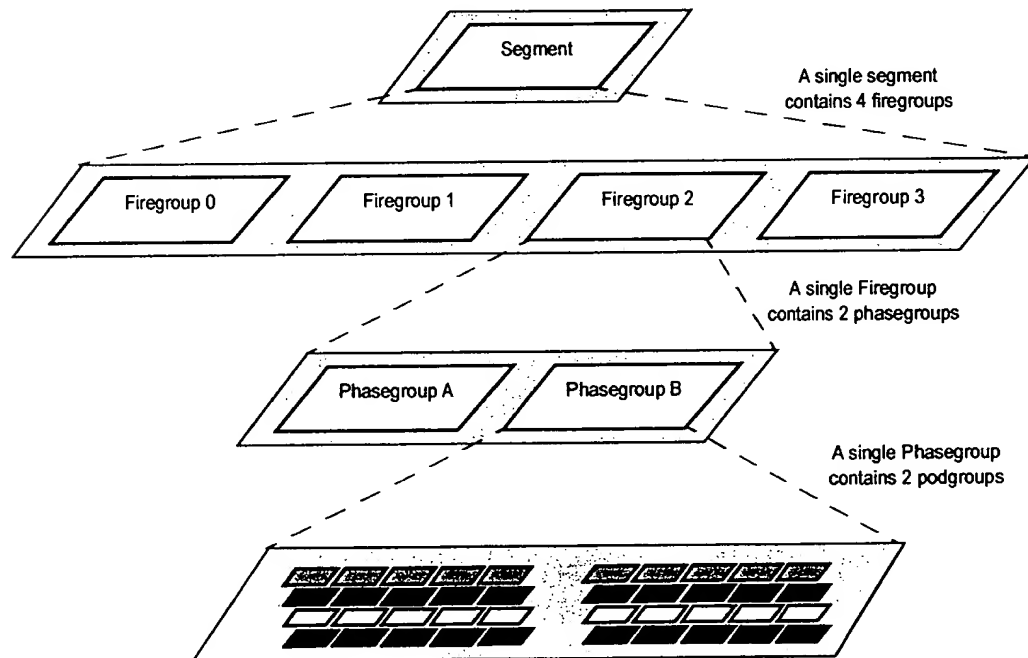 Segment
A single segment
contains 4 firegroups
Firegroup 0
Firegroup 1
Firegroup 2
Firegroup 3
A single Firegroup
contains 2 phasegroups
Phasegroup A
Phasegroup B
A single Phasegroup
contains 2 podgroups